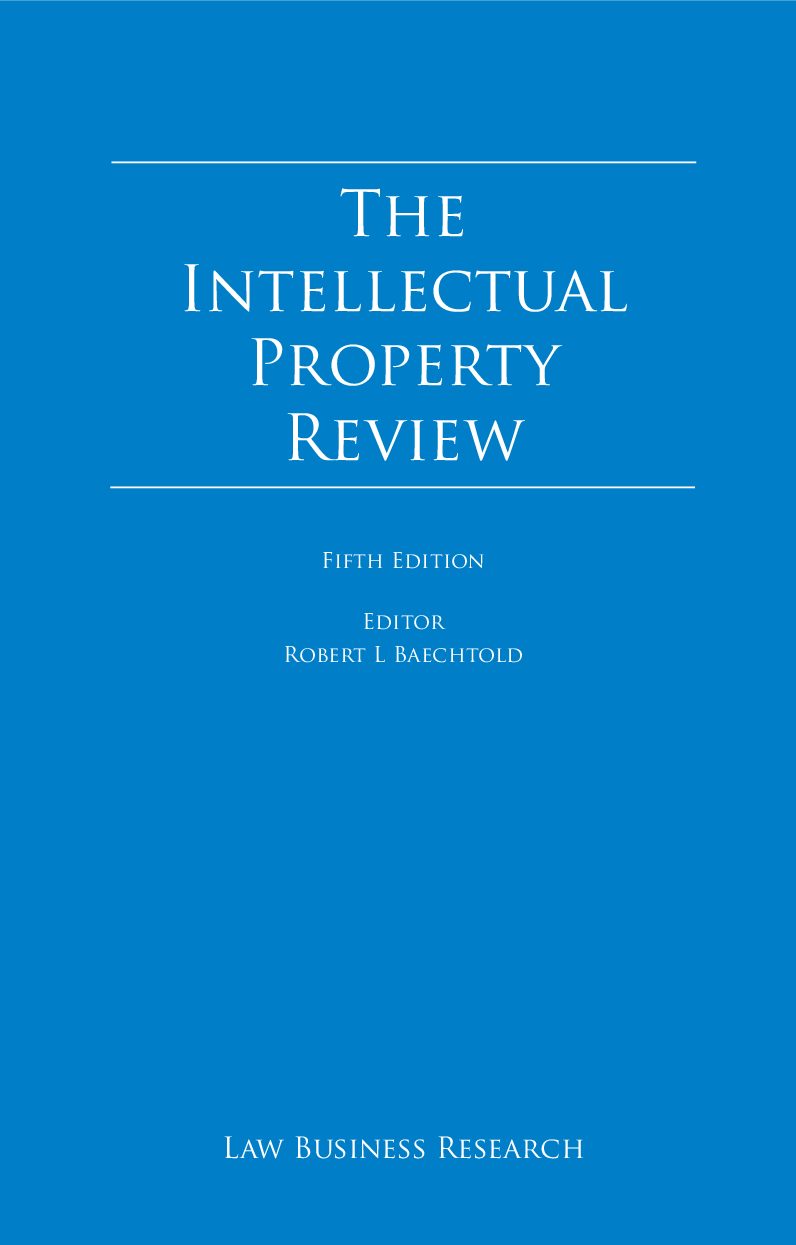 The
Intellectual
Property
Review
Fifth Edition
Editor
Robert L Baechtold
Law Business Research